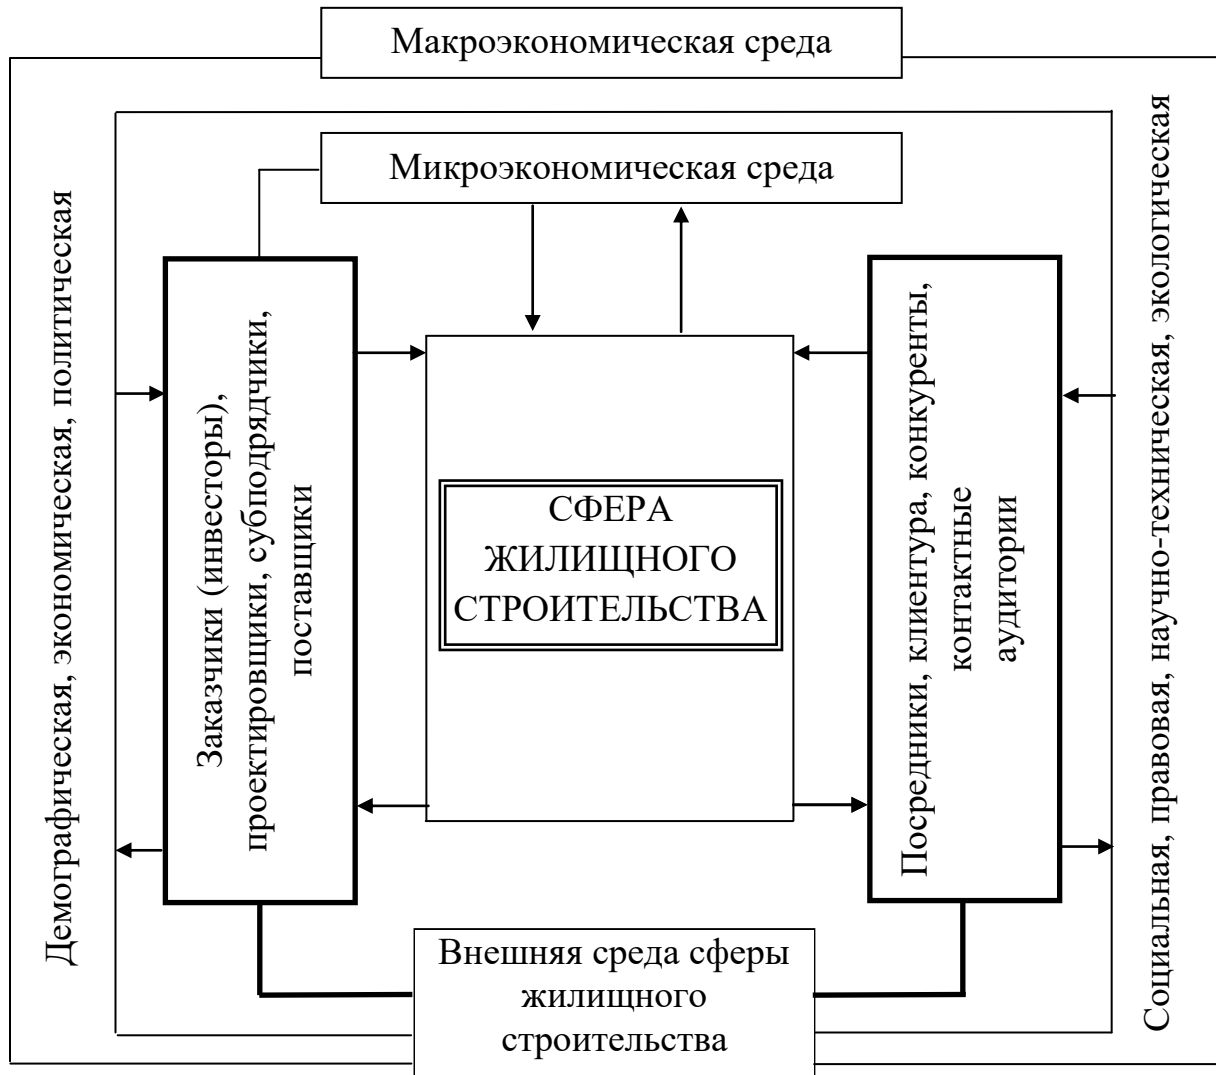 Макроэкономическая среда
Микроэкономическая среда
Демографическая, экономическая, политическая
Заказчики (инвесторы),
проектировщики, субподрядчики,
поставщики
СФЕРА
ЖИЛИЩНОГО
СТРОИТЕЛЬСТВА
Посредники, клиентура, конкуренты,
контактные
аудитории
Социальная, правовая, научно-техническая, экологическая
Внешняя среда сферы
жилищного
строительства